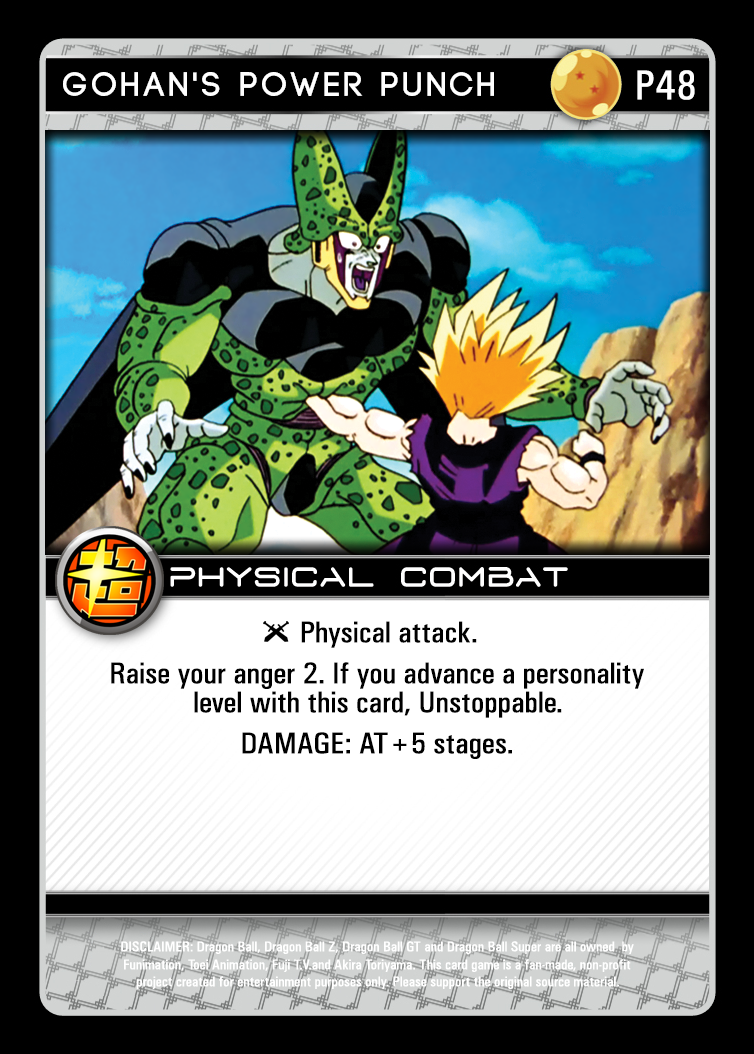 GOHAN'S POWER PUNCH P48
PHYSICAL COMBAT
Physical attack.
Raise your anger 2. If you advance a personality
level with this card, Unstoppable.
DAMAGE: AT + 5 stages.
DISCLAIMER: Dragon Ball, Dragon Ball Z, Dragon Ball GT and Dragon Ball Super are all owned by
Funimation, Toei Animation, Fuji T.V.and Akira Toriyama. This card game is a fan-made, non-profit
project created for entertainment purposes only. Please support the original source material.